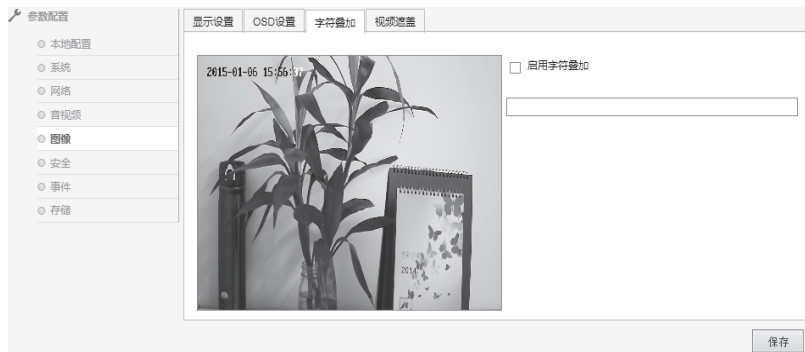 参数配置
本地配置
系统
网络
音视频
图像
安全
事件
存储
显示设置 OSD设置 字符叠加 视频遮盖
2015-01-06 15:56:37
启用字符叠加
2014
保存